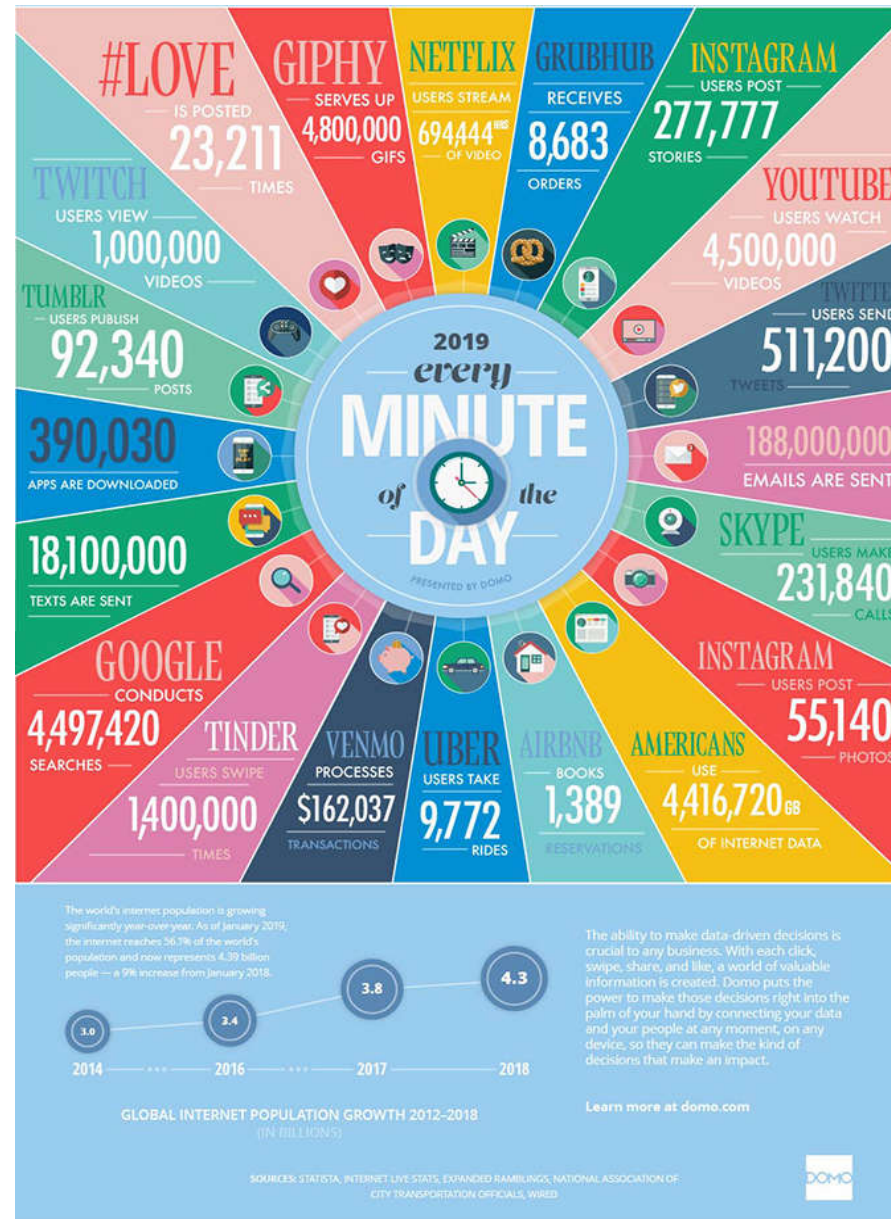 #LOVE
IS POSTED
23,211
TIMES
GIPHY
SERVES UP
4,800,000
GIFS
NETFLIX
USERS STREAM
694,444 HRS
OF VIDEO
GRUBHUB
RECEIVES
8,683
ORDERS
INSTAGRAM
USERS POST
277,777
STORIES
YOUTUBE
USERS WATCH
4,500,000
VIDEOS
TWITTE
USERS SEND
511,200
TWEETS
188,000,000
EMAILS ARE SENT
SKYPE
USERS MAKE
231,840
CALLS
INSTAGRAM
USERS POST
55,140
PHOTOS
AMERICANS
USE
4,416,720 GB
OF INTERNET DATA
AIRBNB
BOOKS
1,389
RESERVATIONS
UBER
USERS TAKE
9,772
RIDES
VENMO
PROCESSES
$162,037
TRANSACTIONS
TINDER
USERS SWIPE
1,400,000
TIMES
GOOGLE
CONDUCTS
4,497,420
SEARCHES
18,100,000
TEXTS ARE SENT
390,030
APPS ARE DOWNLOADED
TUMBLR
USERS PUBLISH
92,340
POSTS
TWITCH
USERS VIEW
1,000,000
VIDEOS
2019
every
MINUTE
of the
DAY
PRESENTED BY DOMO
The world's internet population is growing
significantly year-over-year. As of January 2019,
the internet reaches 56.1% of the world's
population and now represents 4.39 billion
people — a 9% increase from January 2018.
3.0
3.4
3.8
4.3
2014 2016 2017 2018
GLOBAL INTERNET POPULATION GROWTH 2012–2018
(IN BILLIONS)
The ability to make data-driven decisions is
crucial to any business. With each click,
swipe, share, and like, a world of valuable
information is created. Domo puts the
power to make those decisions right into the
palm of your hand by connecting your data
and your people at any moment, on any
device, so they can make the kind of
decisions that make an impact.
Learn more at domo.com
SOURCES: STATISTA, INTERNET LIVE STATS, EXPANDED RAMBLINGS, NATIONAL ASSOCIATION OF
CITY TRANSPORTATION OFFICIALS, WIRED
DOMO